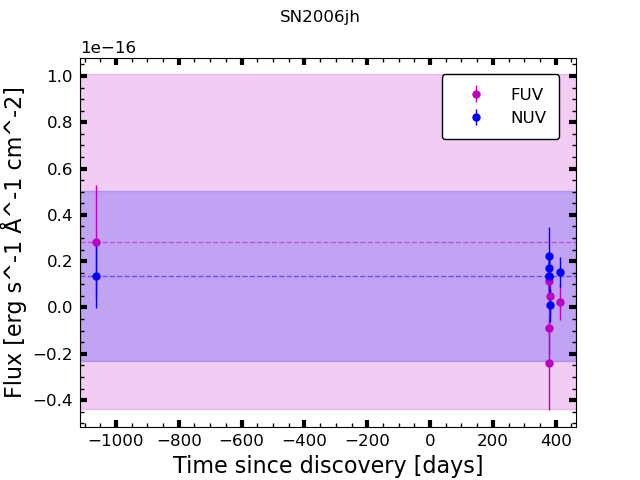 SN2006jh
1e−16
FUV
NUV
1.0
0.8
0.6
0.4
0.2
0.0
−0.2
−0.4
Flux [erg s^-1 Å^-1 cm^-2]
−1000 −800 −600 −400 −200 0 200 400
Time since discovery [days]